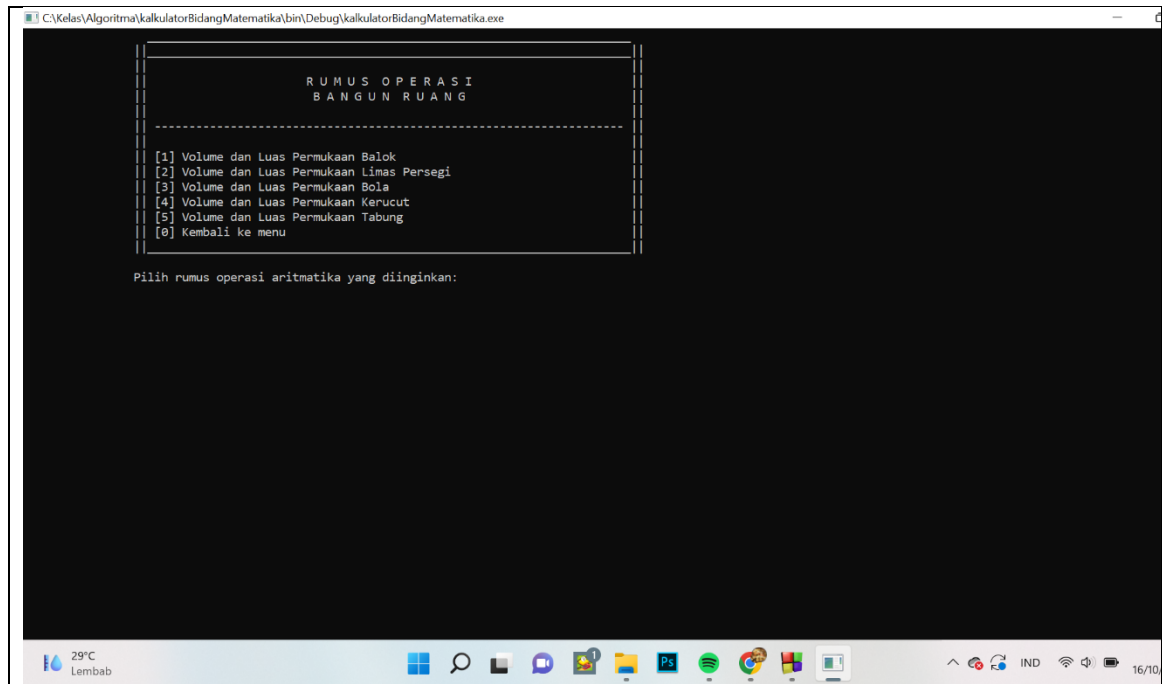 C:\Kelas\Algoritma\kalkulatorBidangMatematika\bin\Debug\kalkulatorBidangMatematika.exe
R U M U S O P E R A S I
B A N G U N R U A N G
[1] Volume dan Luas Permukaan Balok
[2] Volume dan Luas Permukaan Limas Persegi
[3] Volume dan Luas Permukaan Bola
[4] Volume dan Luas Permukaan Kerucut
[5] Volume dan Luas Permukaan Tabung
[0] Kembali ke menu
Pilih rumus operasi aritmatika yang diinginkan:
29°C
Lembab
1
Ps
IND
16/10/